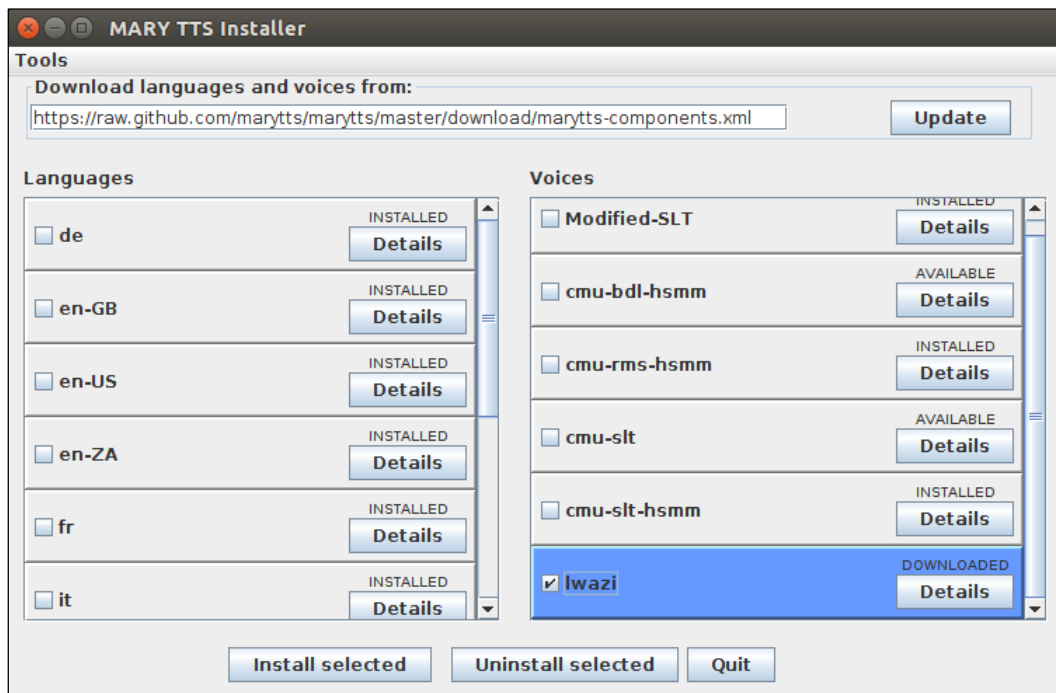 MARY TTS Installer
Tools
Download languages and voices from:
https://raw.github.com/marytts/marytts/master/download/marytts-components.xml
Update
Languages
INSTALLED
de
Details
INSTALLED
en-GB
Details
INSTALLED
en-US
Details
INSTALLED
en-ZA
Details
INSTALLED
fr
Details
INSTALLED
it
Details
Voices
INSTALLED
Modified-SLT
Details
AVAILABLE
cmu-bdl-hsmm
Details
INSTALLED
cmu-rms-hsmm
Details
AVAILABLE
cmu-slt
Details
INSTALLED
cmu-slt-hsmm
Details
DOWNLOADED
lwazi
Details
Install selected
Uninstall selected
Quit